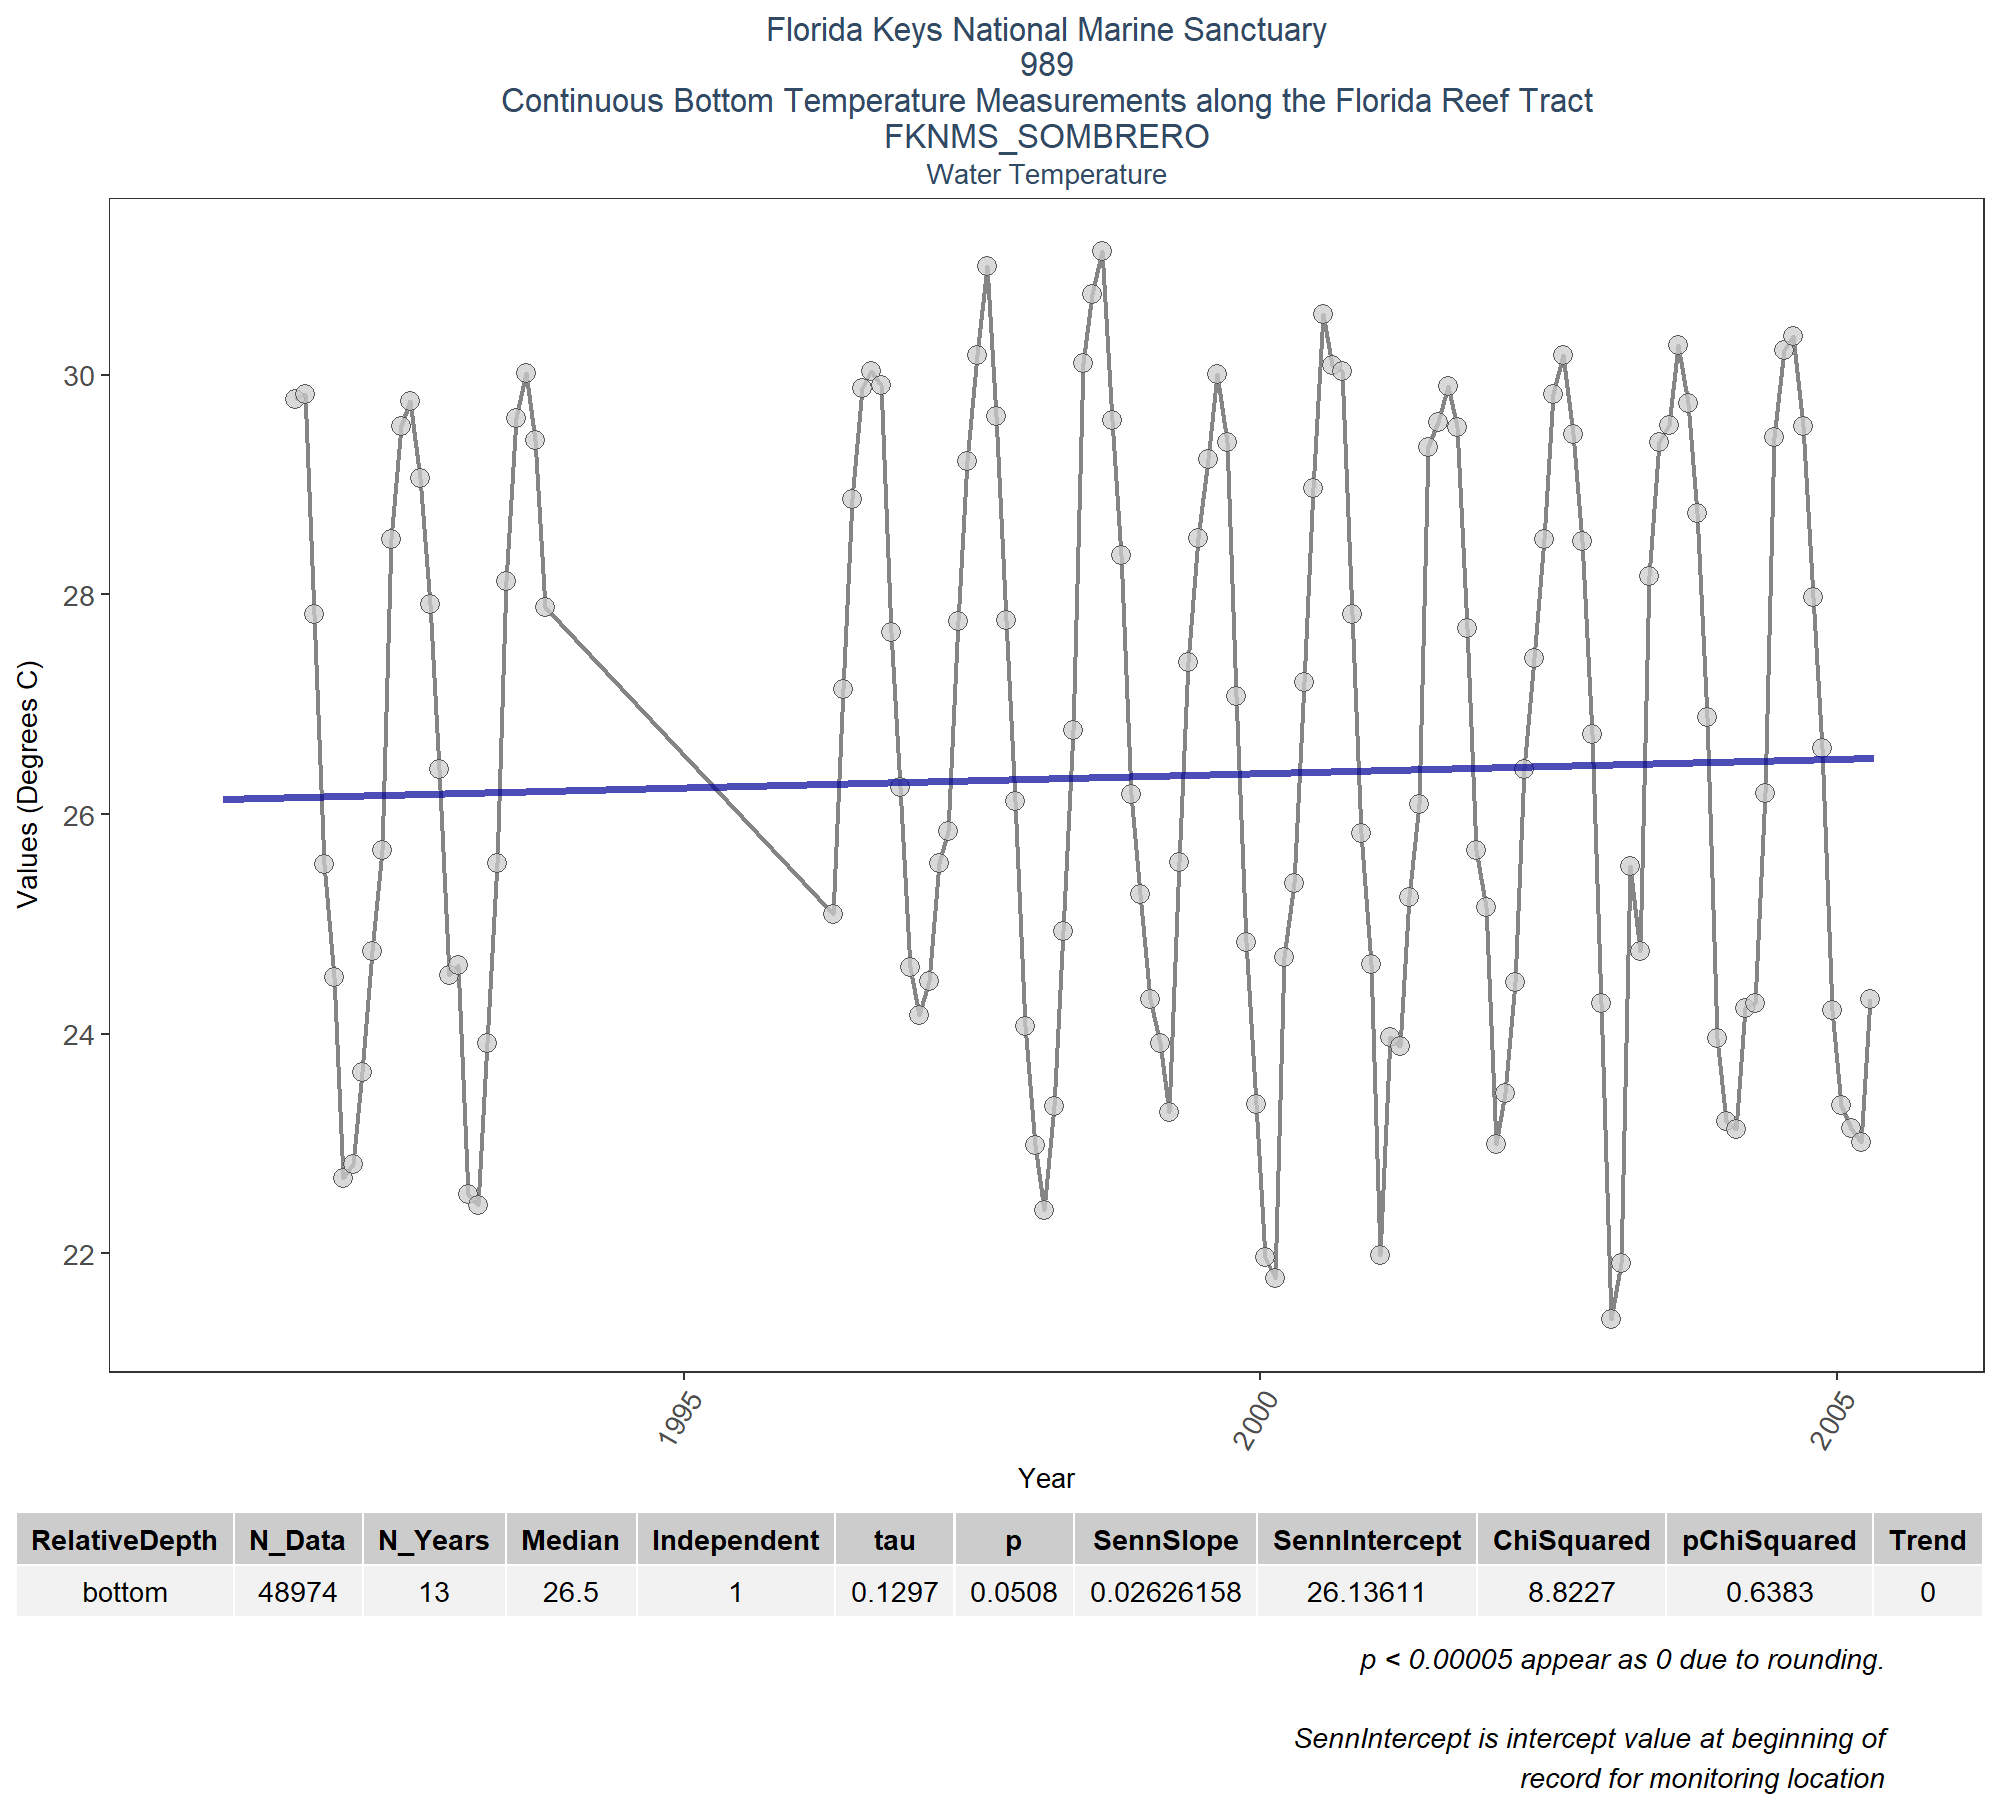 Florida Keys National Marine Sanctuary
989
Continuous Bottom Temperature Measurements along the Florida Reef Tract
FKNMS_SOMBRERO
Water Temperature
Values (Degrees C)
30
28
26
24
22
1995 2000 2005
Year
RelativeDepth N_Data N_Years Median Independent tau p SennSlope SennIntercept ChiSquared pChiSquared Trend
bottom 48974 13 26.5 1 0.1297 0.0508 0.02626158 26.13611 8.8227 0.6383 0
p < 0.00005 appear as 0 due to rounding.
SennIntercept is intercept value at beginning of
record for monitoring location